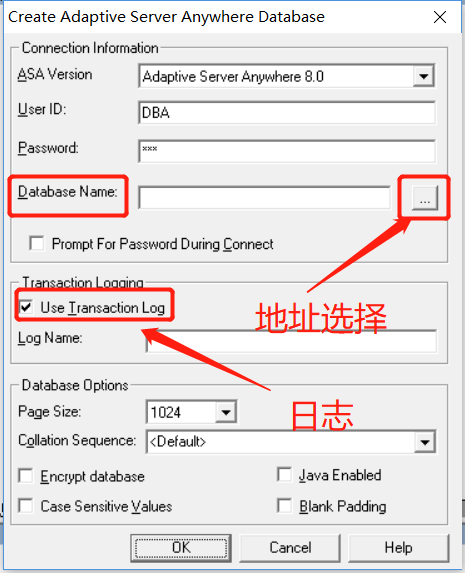 Create Adaptive Server Anywhere Database
Connection Information
ASA Version
Adaptive Server Anywhere 8.0
User ID:
DBA
Password:
***
Database Name:
...
Prompt For Password During Connect
Transaction Logging
Use Transaction Log
地址选择
Log Name:
日志
Database Options
Page Size:
1024
Collation Sequence:
<Default>
Encrypt database
Java Enabled
Case Sensitive Values
Blank Padding
OK
Cancel
Help